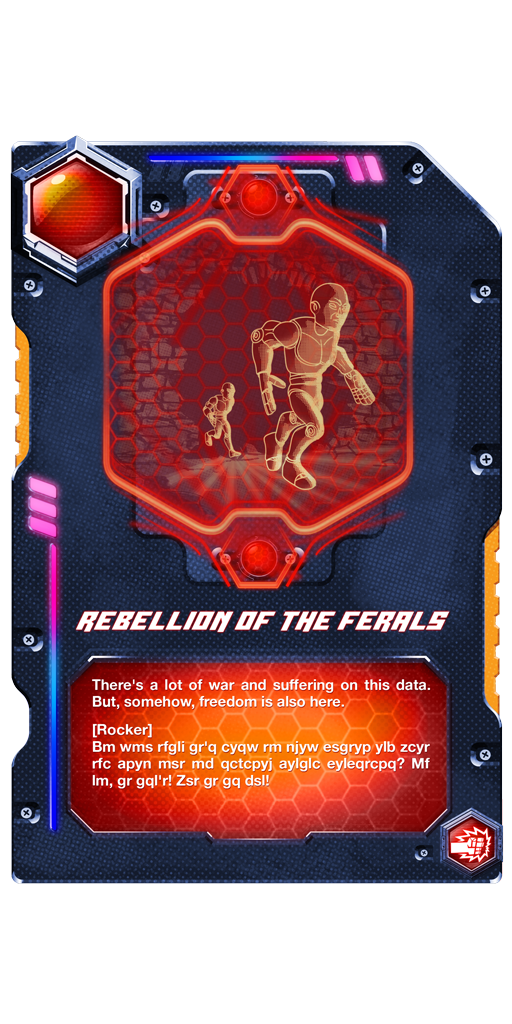 REBELLION OF THE FERALS
There's a lot of war and suffering on this data.
But, somehow, freedom is also here.
[Rocker]
Bm wms rfgli gr'q cyqw rm njyw esgryp ylb zcyr
rfc apyn msr md qctcpyj aylglc eyleqrcpq? Mf
lm, gr gql'r! Zsr gr gq dsl!